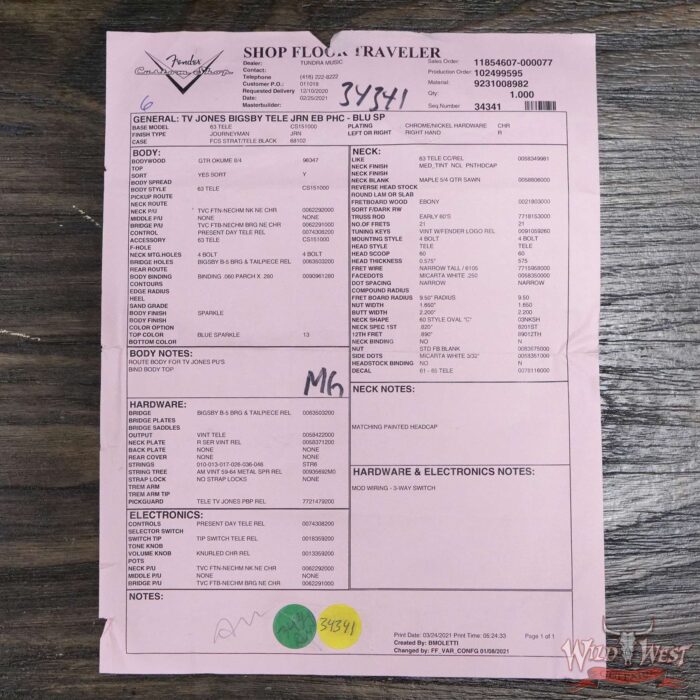 Fender
Custom Shop
SHOP FLOOR TRAVELER
Dealer: TUNDRA MUSIC
Contact:
Telephone (416) 222-8222
Customer P.O.: 011018
Requested Delivery 12/10/2020
Date: 02/25/2021
Masterbuilder:
Sales Order: 11854607-000077
Production Order: 102499595
Material: 9231008982
Qty: 1.000
Seq.Number 34341
34341
6
GENERAL: TV JONES BIGSBY TELE JRN EB PHC - BLU SP
BASE MODEL 63 TELE CS151000 PLATING CHROME/NICKEL HARDWARE CHR
FINISH TYPE JOURNEYMAN JRN LEFT OR RIGHT RIGHT HAND R
CASE FCS STRAT/TELE BLACK 88102
BODY:
BODYWOOD GTR OKUME 8/4 96047
TOP
SORT YES SORT Y
BODY SPREAD
BODY STYLE 63 TELE CS151000
PICKUP ROUTE
NECK ROUTE
NECK P/U TVC FTN-NECHM NK NE CHR 0062292000
MIDDLE P/U NONE NONE
BRIDGE P/U TVC FTB-NECHM BRG NE CHR 0062291000
CONTROL PRESENT DAY TELE REL 0074308200
ACCESSORY 63 TELE CS151000
F-HOLE
NECK MTG.HOLES 4 BOLT 4 BOLT
BRIDGE HOLES BIGSBY B-5 BRG & TAILPIECE REL 0063503200
REAR ROUTE
BODY BINDING BINDING .060 PARCH X .280 0090961280
CONTOURS
EDGE RADIUS
HEEL
SAND GRADE
BODY FINISH SPARKLE
BODY FINISH
COLOR OPTION
TOP COLOR BLUE SPARKLE 13
BOTTOM COLOR
BODY NOTES:
ROUTE BODY FOR TV JONES PU'S
BIND BODY TOP
HARDWARE:
BRIDGE BIGSBY B-5 BRG & TAILPIECE REL 0063503200
BRIDGE PLATES
BRIDGE SADDLES
OUTPUT VINT TELE 0058422000
NECK PLATE R SER VINT REL 0058371200
BACK PLATE NONE NONE
REAR COVER NONE NONE
STRINGS 010-013-017-026-036-046 STR6
STRING TREE AM VINT 59-64 METAL SPR REL 00935692M0
STRAP LOCK NO STRAP LOCKS NONE
TREM ARM
TREM ARM TIP
PICKGUARD TELE TV JONES PBP REL 7721479200
ELECTRONICS:
CONTROLS PRESENT DAY TELE REL 0074308200
SELECTOR SWITCH
SWITCH TIP TIP SWITCH TELE REL 0018359200
TONE KNOB
VOLUME KNOB KNURLED CHR REL 0013359200
POTS
NECK P/U TVC FTN-NECHM NK NE CHR 0062292000
MIDDLE P/U NONE NONE
BRIDGE P/U TVC FTB-NECHM BRG NE CHR 0062291000
NECK:
LIKE 63 TELE CC/REL 0058349961
NECK FINISH MED_TINT NCL PNTHDCAP
NECK FINISH
NECK BLANK MAPLE 5/4 QTR SAWN 0058806000
REVERSE HEAD STOCK
ROUND LAM OR SLAB
FRETBOARD WOOD EBONY 0021803000
SORT F/DARK RW
TRUSS ROD EARLY 60'S 7718153000
NO.OF FRETS 21 21
TUNING KEYS VINT W/FENDER LOGO REL 0091059260
MOUNTING STYLE 4 BOLT 4 BOLT
HEAD STYLE TELE TELE
HEAD SCOOP 60 60
HEAD THICKNESS 0.575" 575
FRET WIRE NARROW TALL / 6105 7715968000
FACEDOTS MICARTA WHITE .250 0058350000
DOT SPACING NARROW NARROW
COMPOUND RADIUS
FRET BOARD RADIUS 9.50" RADIUS 9.50
NUT WIDTH 1.650" 1.650
BUTT WIDTH 2.200" 2.200
NECK SHAPE 60 STYLE OVAL "C" 03NKSH
NECK SPEC 1ST .820" 8201ST
12TH FRET .890" 89012TH
NECK BINDING NO N
NUT STD FB BLANK 0083575000
SIDE DOTS MICARTA WHITE 3/32" 0058351000
HEADSTOCK BINDING NO N
DECAL 61 - 65 TELE 0078116000
MG
NECK NOTES:
MATCHING PAINTED HEADCAP
HARDWARE & ELECTRONICS NOTES:
MOD WIRING - 3-WAY SWITCH
NOTES:
34341
Print Date: 03/24/2021 Print Time: 05:24:33 Page 1 of 1
Created By: BMOLETTI
Changed by: FF_VAR_CONFG 01/08/2021
WILD WEST
GUITARS